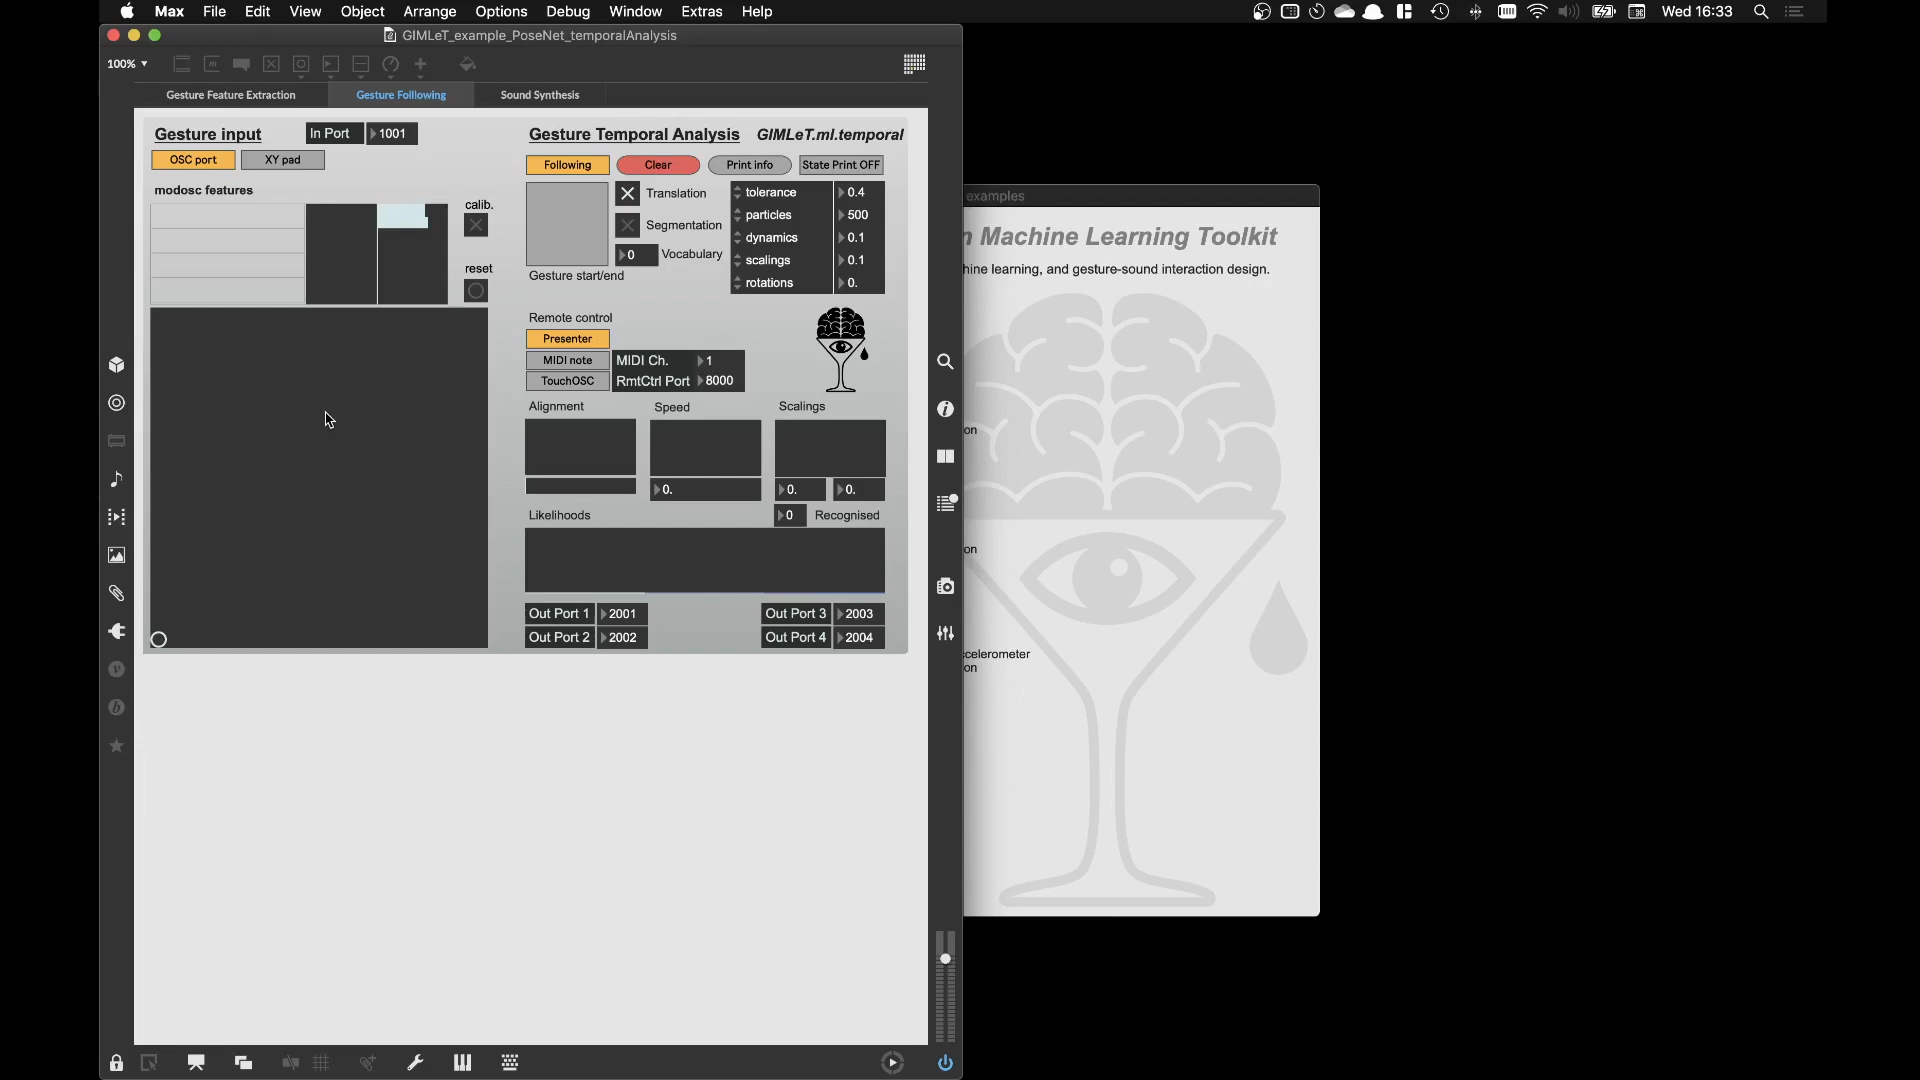 Max File Edit View Object Arrange Options Debug Window Extras Help
Wed 16:33
GIMLeT_example_PoseNet_temporalAnalysis
100%
Gesture Feature Extraction Gesture Folllowing Sound Synthesis
Gesture input In Port 1001
OSC port XY pad
modosc features
calib.
reset
Gesture Temporal Analysis GIMLeT.ml.temporal
Following Clear Print info State Print OFF
Translation
Segmentation
0 Vocabulary
Gesture start/end
tolerance 0.4
particles 500
dynamics 0.1
scalings 0.1
rotations 0.
Remote control
Presenter
MIDI note MIDI Ch. 1
TouchOSC RmtCtrl Port 8000
Alignment Speed Scalings
0. 0. 0.
Likelihoods 0 Recognised
Out Port 1 2001 Out Port 3 2003
Out Port 2 2002 Out Port 4 2004
examples
n Machine Learning Toolkit
hine learning, and gesture-sound interaction design.
on
on
ccelerometer
on